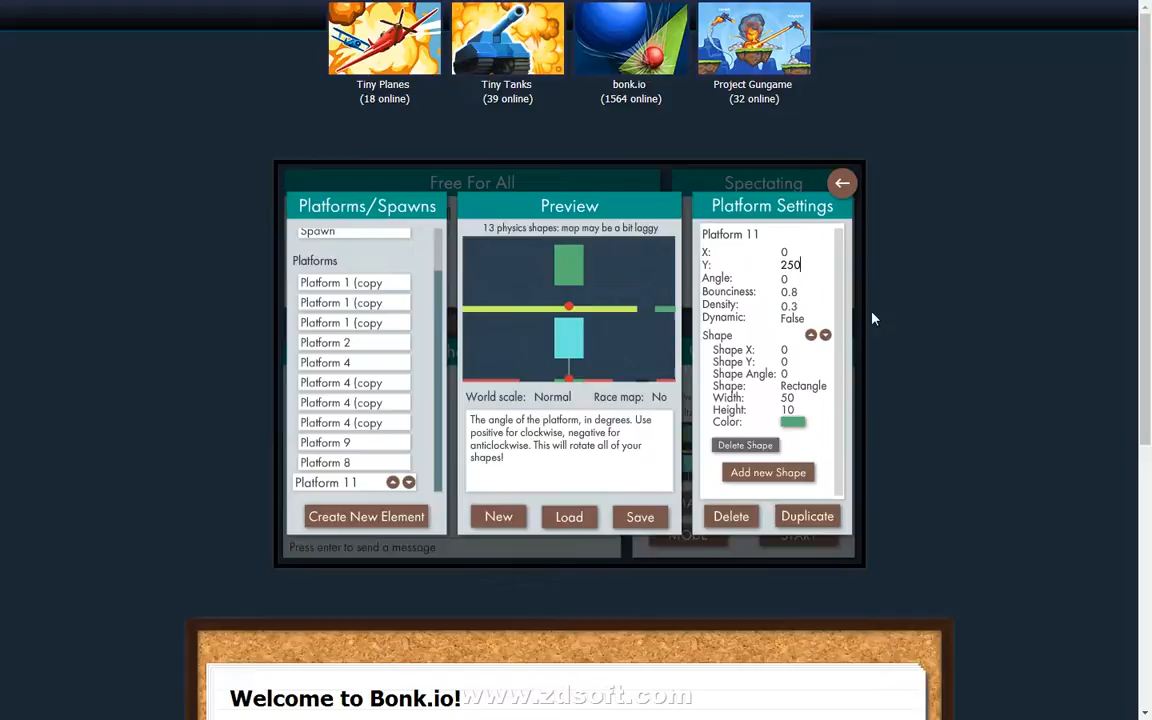 Tiny Planes
(18 online)
Tiny Tanks
(39 online)
bonk.io
(1564 online)
Project Gungame
(32 online)
Free For All
Spectating
Platforms/Spawns
Spawn
Platforms
Platform 1 (copy
Platform 1 (copy
Platform 1 (copy
Platform 2
Platform 4
Platform 4 (copy
Platform 4 (copy
Platform 4 (copy
Platform 9
Platform 8
Platform 11
Create New Element
Preview
13 physics shapes: map may be a bit laggy
World scale: Normal Race map: No
The angle of the platform, in degrees. Use
positive for clockwise, negative for
anticlockwise. This will rotate all of your
shapes!
New Load Save
Platform Settings
Platform 11
X: 0
Y: 250
Angle: 0
Bounciness: 0.8
Density: 0.3
Dynamic: False
Shape
Shape X: 0
Shape Y: 0
Shape Angle: 0
Shape: Rectangle
Width: 50
Height: 10
Color:
Delete Shape
Add new Shape
Delete Duplicate
Press enter to send a message
MODE START
Welcome to Bonk.io!
www.zdsoft.com